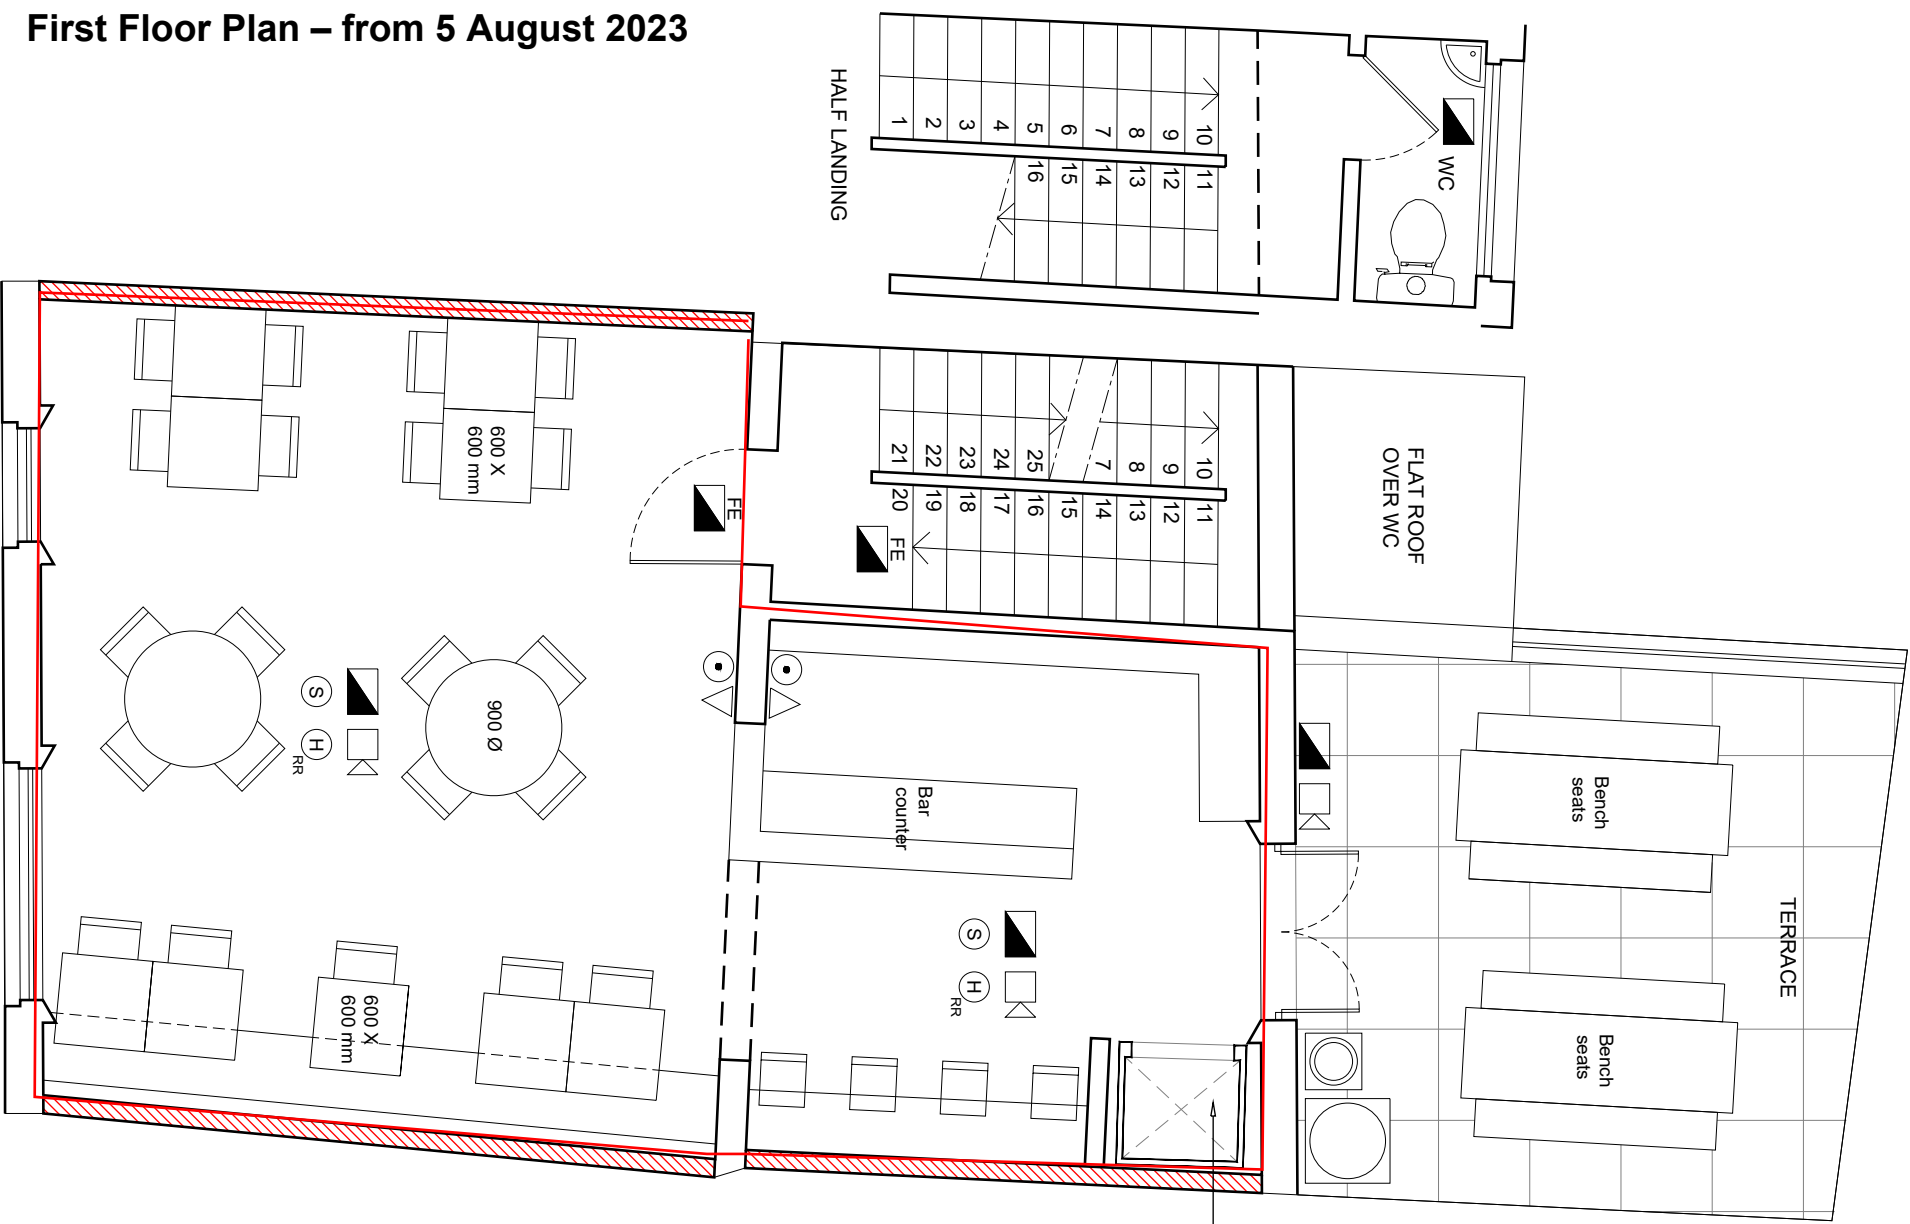 First Floor Plan – from 5 August 2023
HALF LANDING
1
2
3
4
5
6
7
8
9
10
16
15
14
13
12
11
WC
21
22
23
24
25
7
8
9
10
20
19
18
17
16
15
14
13
12
11
FE
FE
FLAT ROOF
OVER WC
600 X
600 mm
S
H
RR
900 Ø
Bar
counter
S
H
RR
600 X
600 mm
Bench
seats
TERRACE
Bench
seats